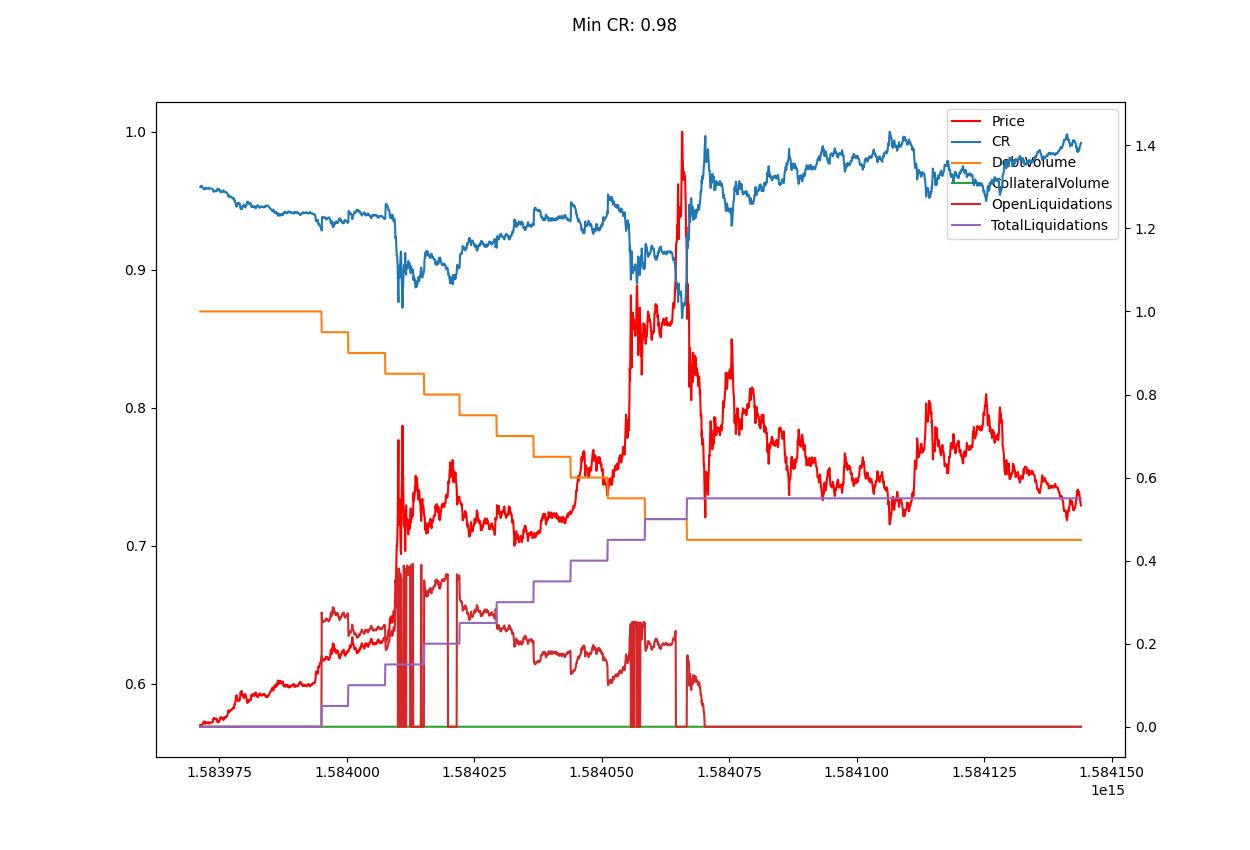 Min CR: 0.98
1.0
0.9
0.8
0.7
0.6
Price
CR
DebtVolume
CollateralVolume
OpenLiquidations
TotalLiquidations
1.4
1.2
1.0
0.8
0.6
0.4
0.2
0.0
1.583975 1.584000 1.584025 1.584050 1.584075 1.584100 1.584125 1.584150
1e15